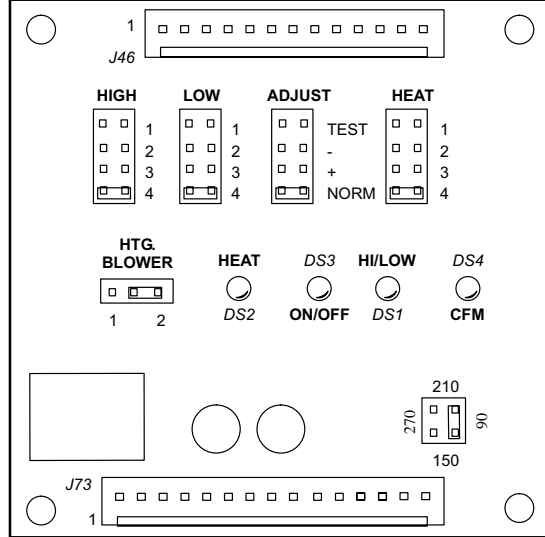 1
J46
HIGH LOW ADJUST HEAT
1 1 TEST 1
2 2 - 2
3 3 + 3
4 4 NORM 4
HTG.
BLOWER
1 2
HEAT DS3 HI/LOW DS4
DS2 ON/OFF DS1 CFM
210
270 90
150
J73
1